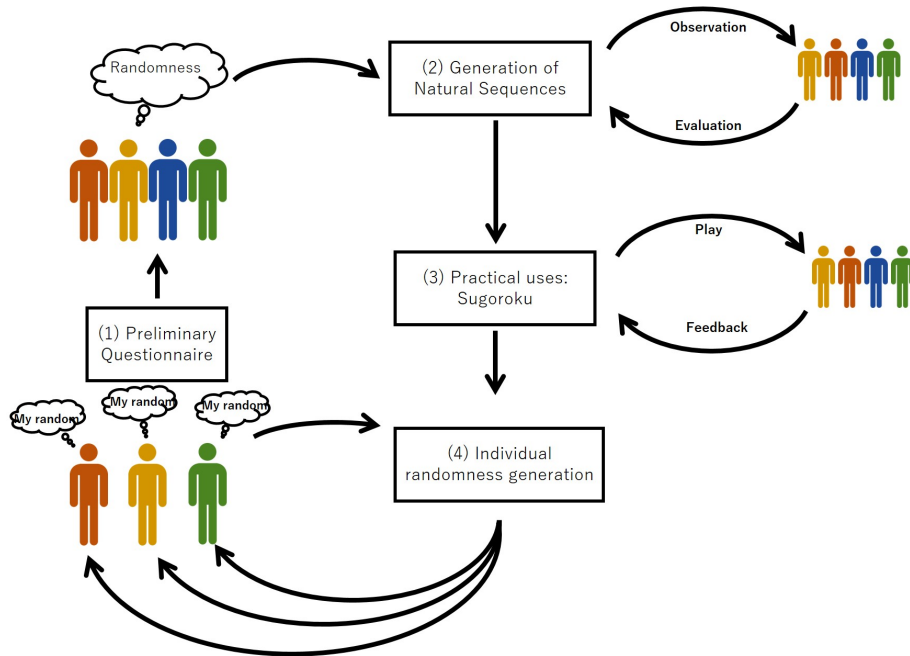 Randomness
(2) Generation of
Natural Sequences
Observation
Evaluation
(3) Practical uses:
Sugoroku
Play
Feedback
(1) Preliminary
Questionnaire
My random
My random
My random
(4) Individual
randomness generation